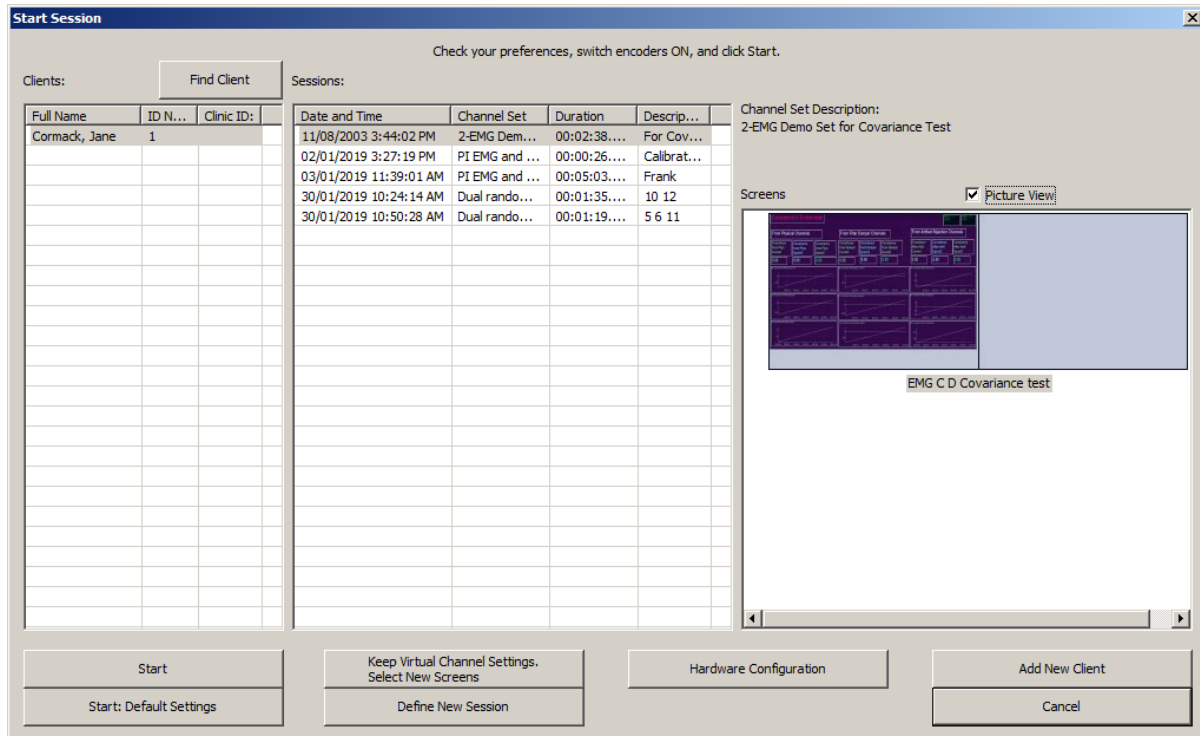 Start Session
Check your preferences, switch encoders ON, and click Start.
Clients:
Find Client
Sessions:
Full Name ID N... Clinic ID:
Cormack, Jane 1
Date and Time Channel Set Duration Descrip...
11/08/2003 3:44:02 PM 2-EMG Dem... 00:02:38.... For Cov...
02/01/2019 3:27:19 PM PI EMG and ... 00:00:26.... Calibrat...
03/01/2019 11:39:01 AM PI EMG and ... 00:05:03.... Frank
30/01/2019 10:24:14 AM Dual rando... 00:01:35.... 10 12
30/01/2019 10:50:28 AM Dual rando... 00:01:19.... 5 6 11
Channel Set Description:
2-EMG Demo Set for Covariance Test
Screens
Picture View
From Physical Channels
EMG C D Covariance test
Start
Keep Virtual Channel Settings.
Select New Screens
Hardware Configuration
Add New Client
Start: Default Settings
Define New Session
Cancel